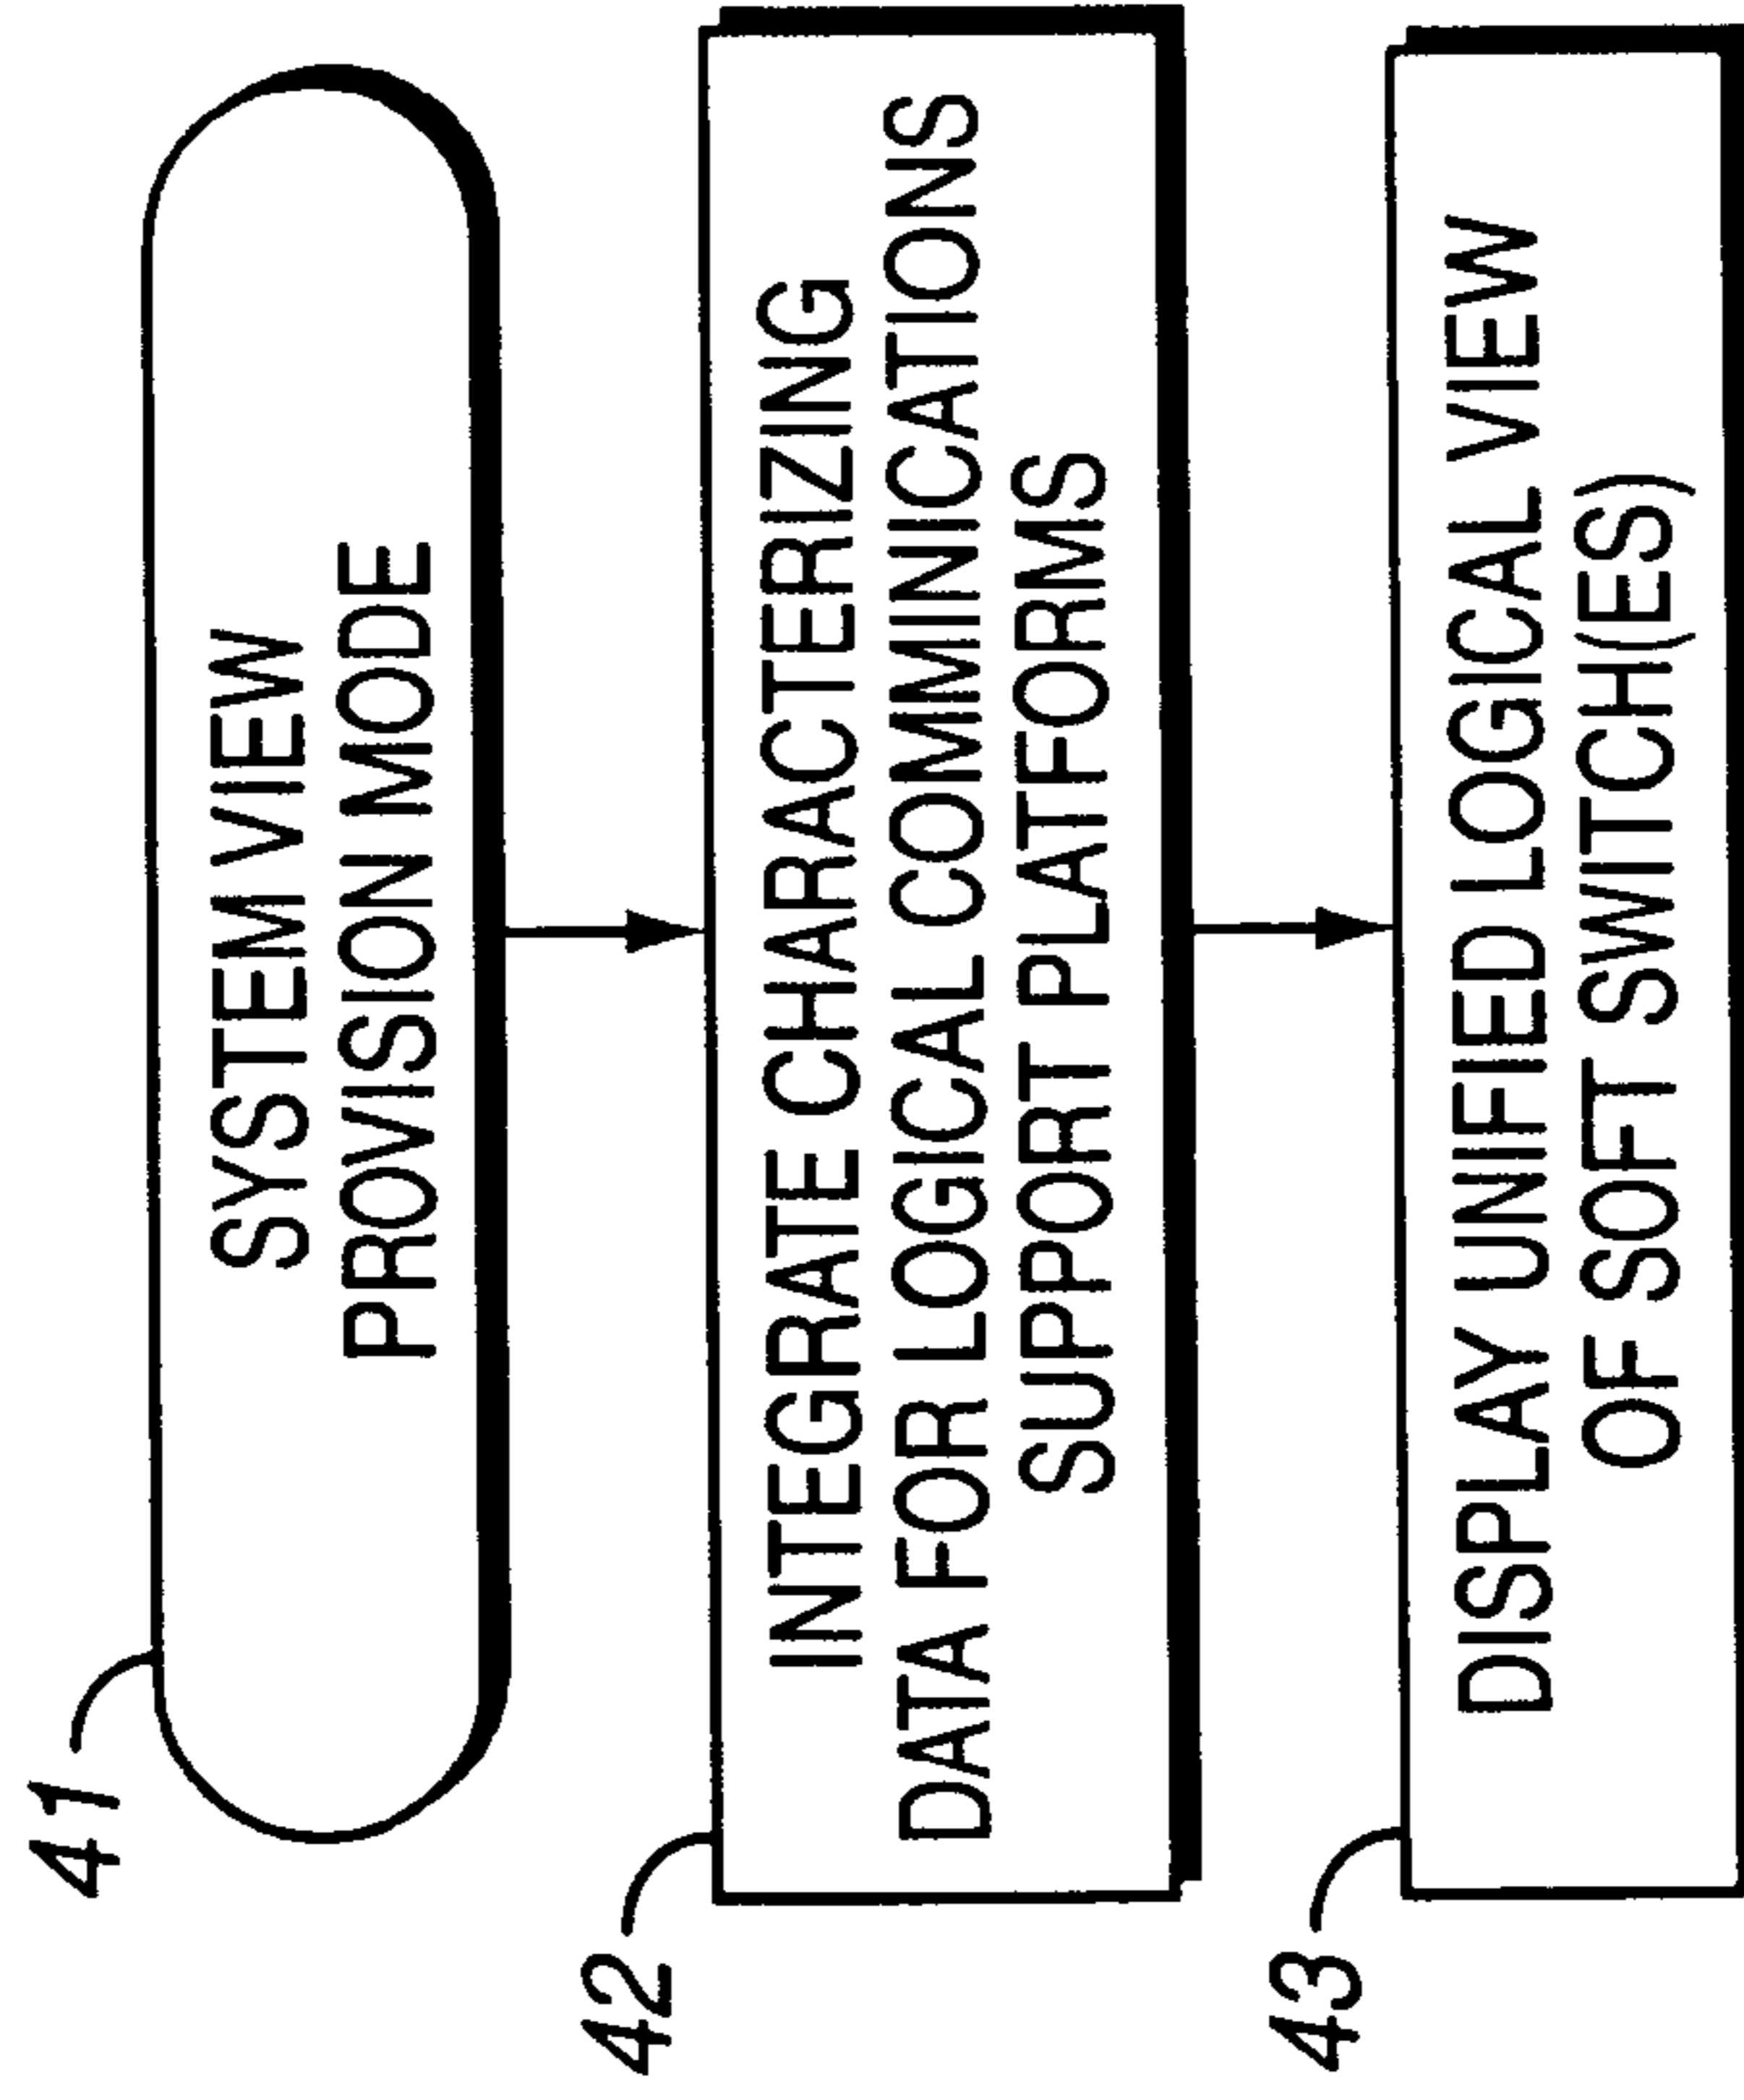 41
SYSTEM VIEW
PROVISION MODE
42
INTEGRATE CHARACTERIZING
DATA FOR LOGICAL COMMINICATIONS
SUPPORT PLATFORMS
43
DISPLAY UNIFIED LOGICAL VIEW
OF SOFT SWITCH(ES)